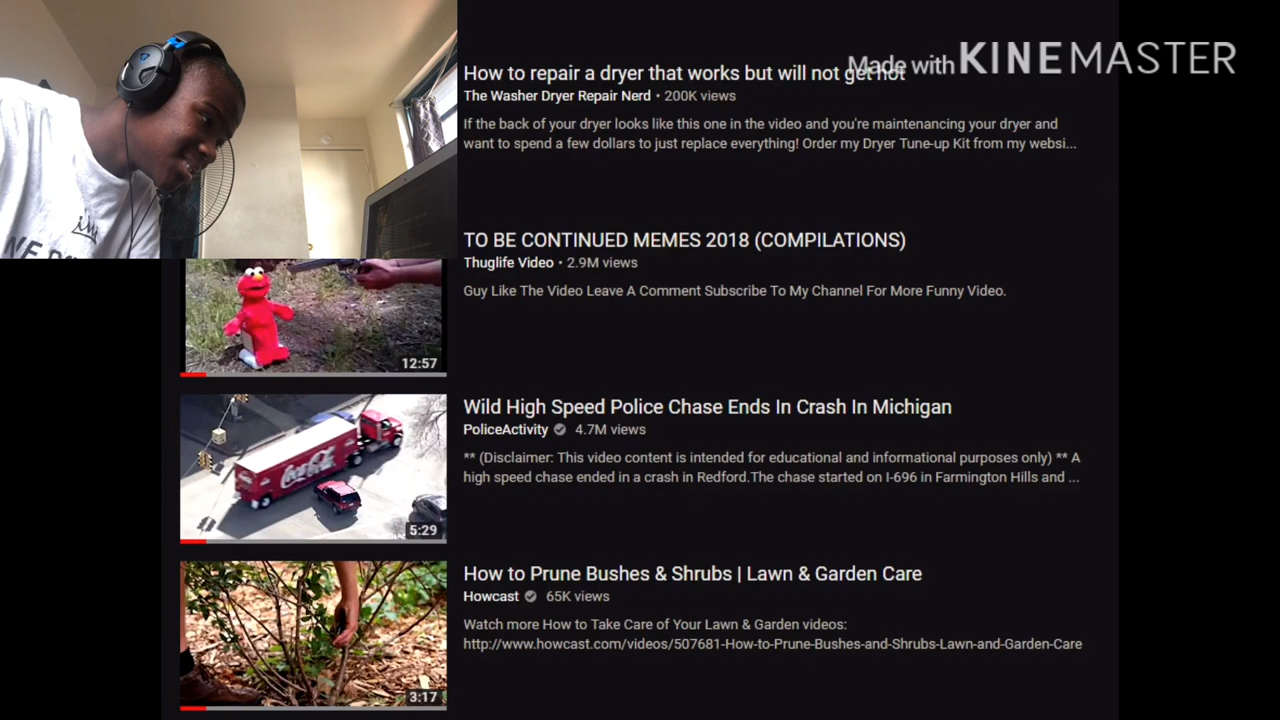 Made with KINEMASTER
How to repair a dryer that works but will not get hot
The Washer Dryer Repair Nerd • 200K views
If the back of your dryer looks like this one in the video and you're maintenancing your dryer and
want to spend a few dollars to just replace everything! Order my Dryer Tune-up Kit from my websi...
TO BE CONTINUED MEMES 2018 (COMPILATIONS)
Thuglife Video • 2.9M views
Guy Like The Video Leave A Comment Subscribe To My Channel For More Funny Video.
12:57
Wild High Speed Police Chase Ends In Crash In Michigan
PoliceActivity 4.7M views
** (Disclaimer: This video content is intended for educational and informational purposes only) ** A
high speed chase ended in a crash in Redford.The chase started on I-696 in Farmington Hills and ...
Coca-Cola
5:29
How to Prune Bushes & Shrubs | Lawn & Garden Care
Howcast 65K views
Watch more How to Take Care of Your Lawn & Garden videos:
http://www.howcast.com/videos/507681-How-to-Prune-Bushes-and-Shrubs-Lawn-and-Garden-Care
3:17